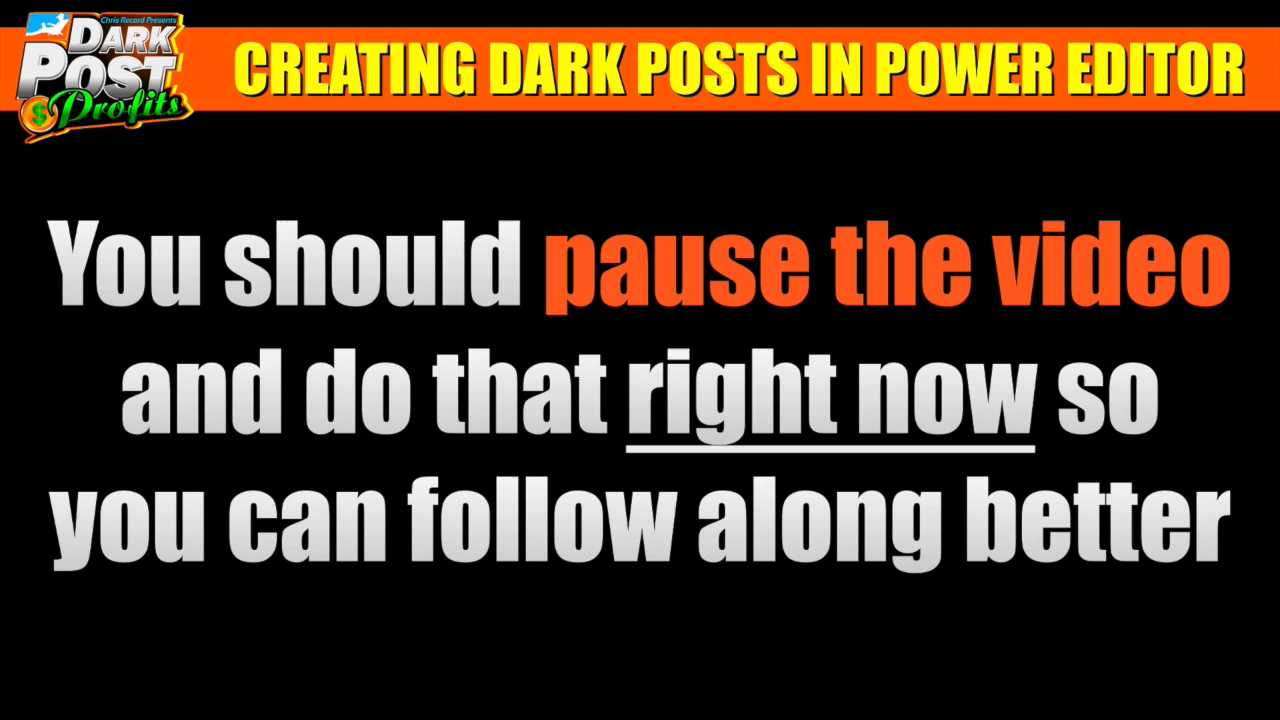 Chris Record Presents
DARK
POST
$ Profits
CREATING DARK POSTS IN POWER EDITOR
You should pause the video
and do that right now so
you can follow along better